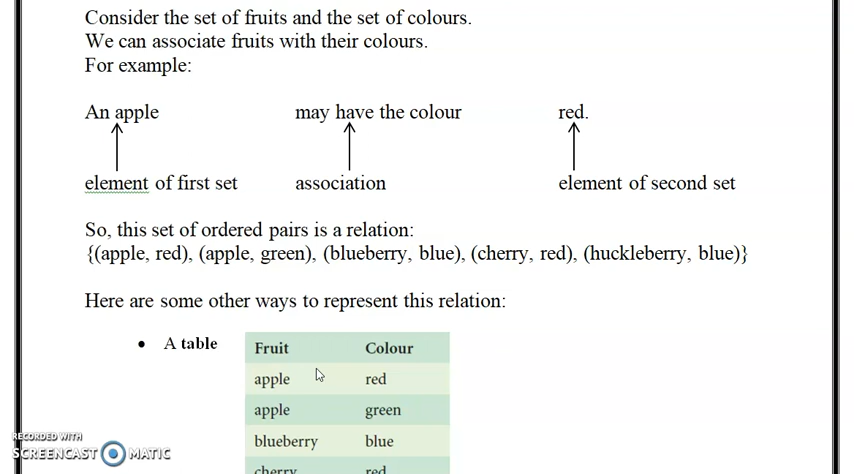 Consider the set of fruits and the set of colours.
We can associate fruits with their colours.
For example:
An apple may have the colour red.
element of first set association element of second set
So, this set of ordered pairs is a relation:
{(apple, red), (apple, green), (blueberry, blue), (cherry, red), (huckleberry, blue)}
Here are some other ways to represent this relation:
• A table
Fruit Colour
apple red
apple green
blueberry blue
cherry red
RECORDED WITH
SCREENCAST MATIC